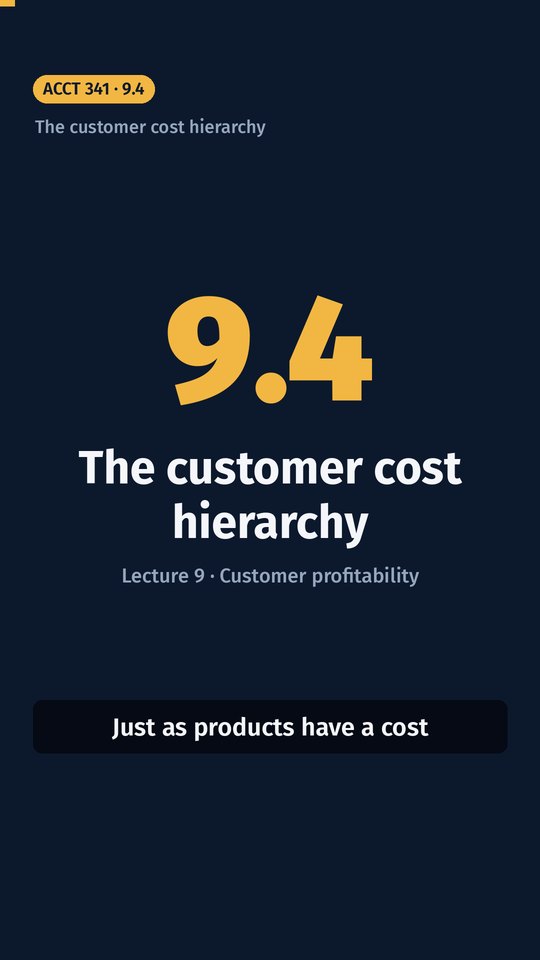 ACCT 341 · 9.4
The customer cost hierarchy
9.4
The customer cost
hierarchy
Lecture 9 · Customer profitability
Just as products have a cost